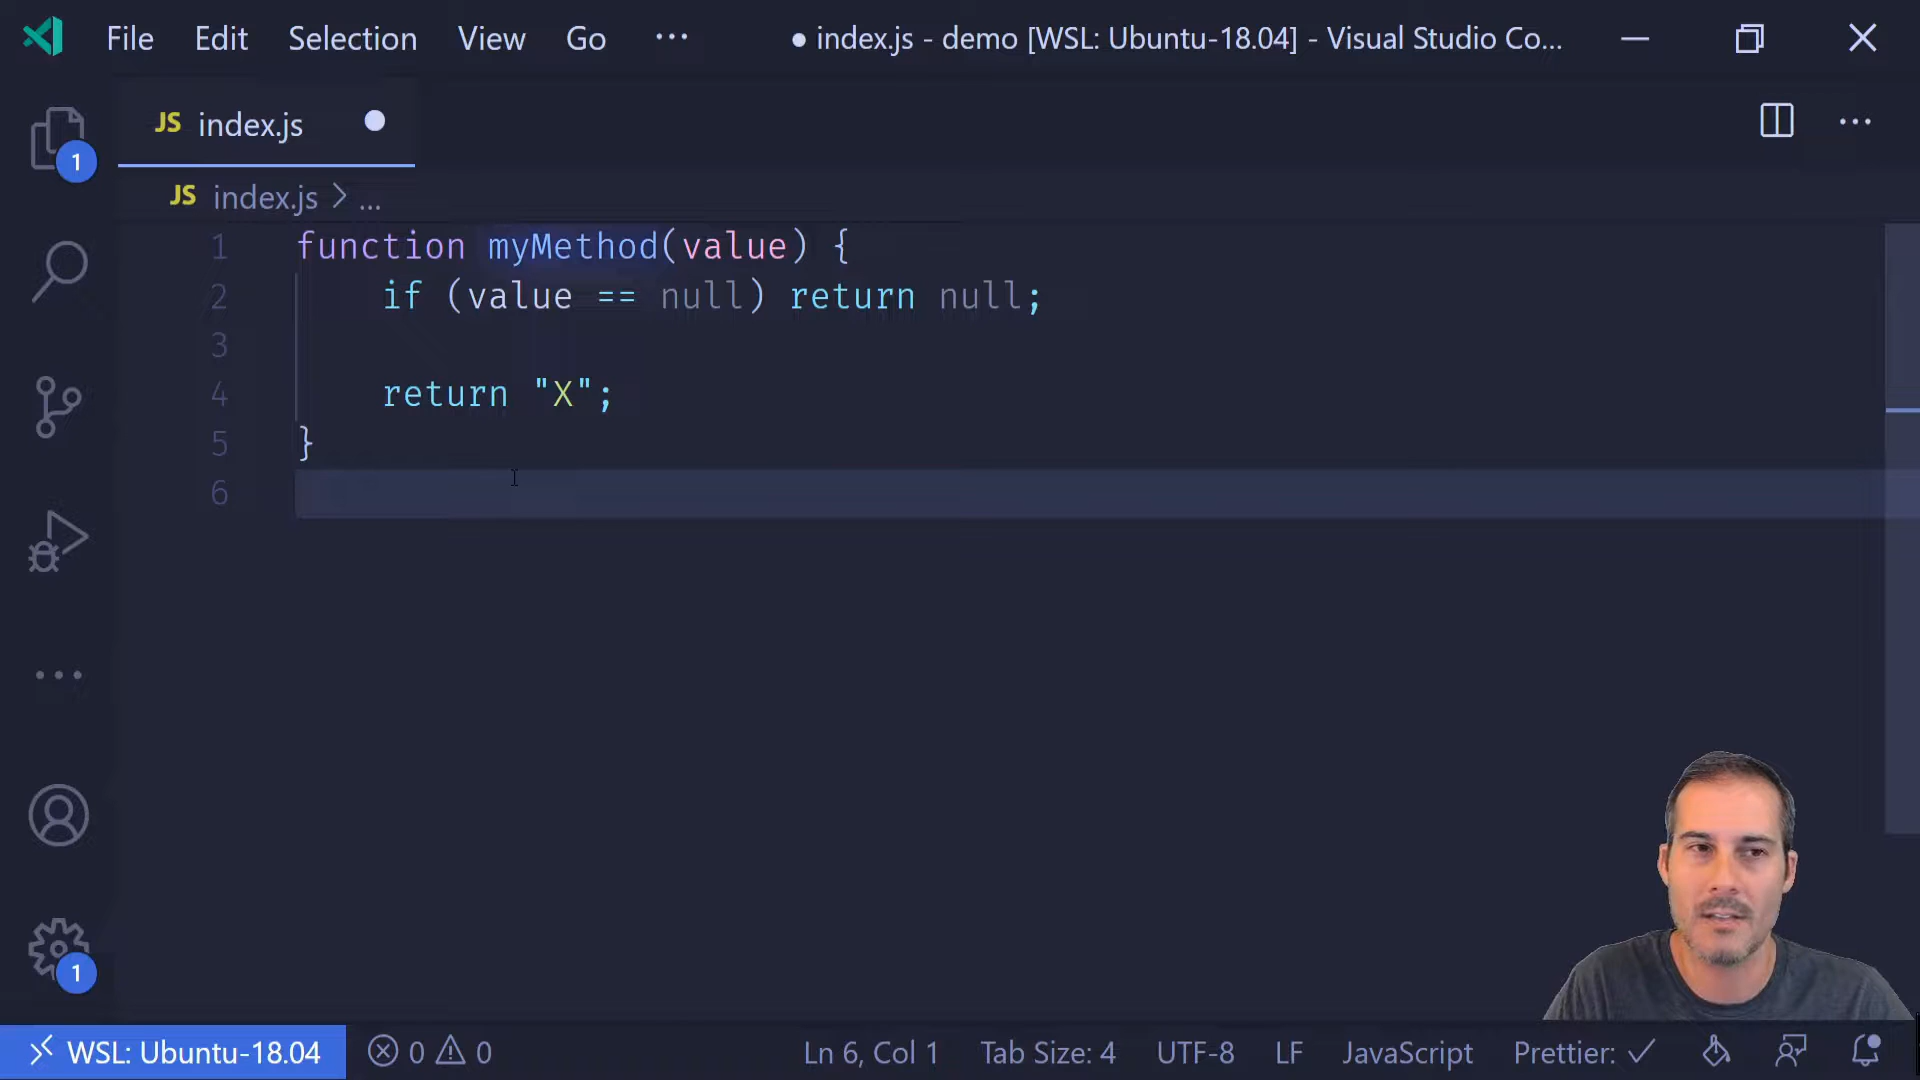 File Edit Selection View Go ··· ● index.js - demo [WSL: Ubuntu-18.04] - Visual Studio Co...
JS index.js
JS index.js > ...
1 function myMethod(value) {
2 if (value == null) return null;
3
4 return "X";
5 }
6
1
1
WSL: Ubuntu-18.04 0 0 Ln 6, Col 1 Tab Size: 4 UTF-8 LF JavaScript Prettier: ✓